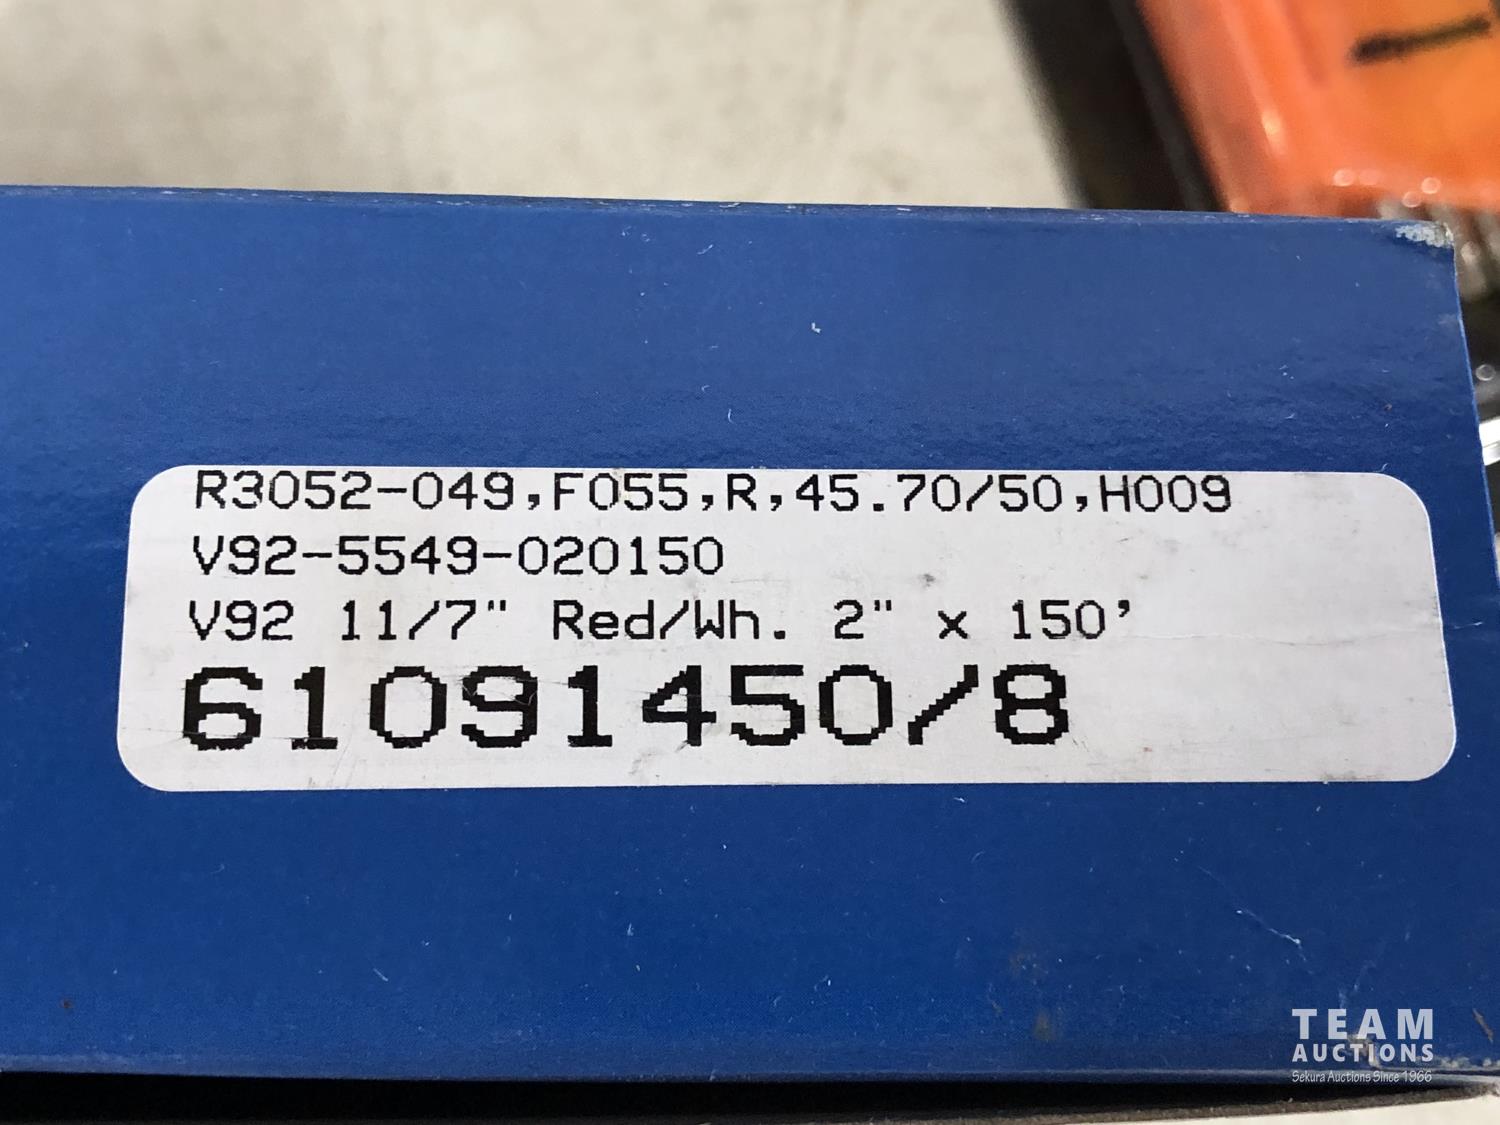 R3052-049,F055,R,45.70/50,H009
V92-5549-020150
V92 11/7" Red/Wh. 2" x 150'
61091450/8
TEAM
AUCTIONS
Sekura Auctions Since 1966